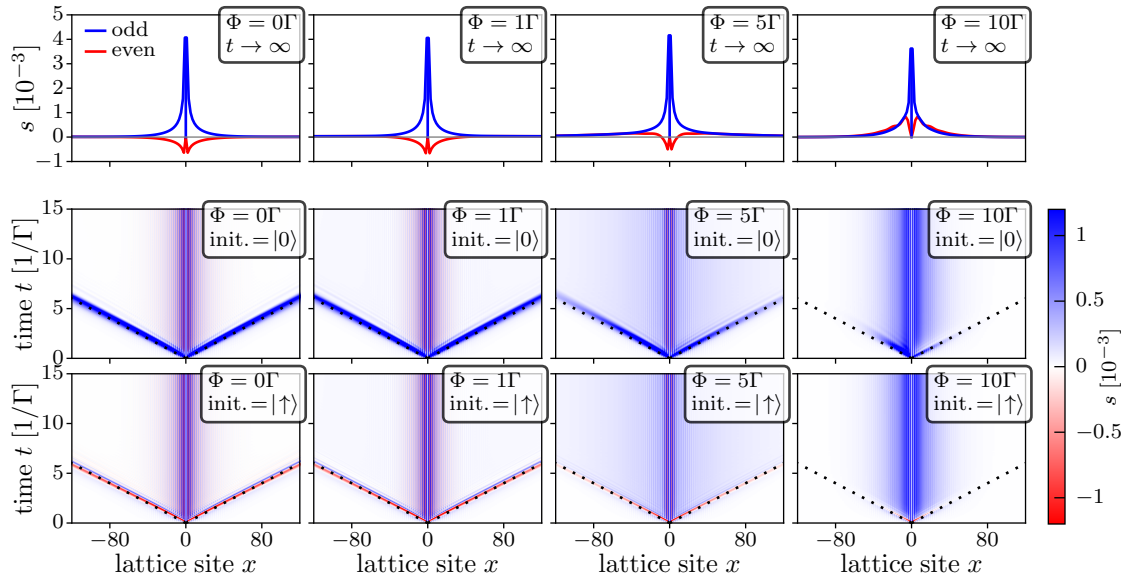 5
4
3
2
1
0
−1
s [10⁻³]
odd
even
Φ = 0Γ
t → ∞
Φ = 1Γ
t → ∞
Φ = 5Γ
t → ∞
Φ = 10Γ
t → ∞
15
10
5
0
time t [1/Γ]
Φ = 0Γ
init. = |0⟩
Φ = 1Γ
init. = |0⟩
Φ = 5Γ
init. = |0⟩
Φ = 10Γ
init. = |0⟩
15
10
5
0
time t [1/Γ]
Φ = 0Γ
init. = |↑⟩
Φ = 1Γ
init. = |↑⟩
Φ = 5Γ
init. = |↑⟩
Φ = 10Γ
init. = |↑⟩
−80 0 80
−80 0 80
−80 0 80
−80 0 80
lattice site x
lattice site x
lattice site x
lattice site x
1
0.5
0
−0.5
−1
s [10⁻³]